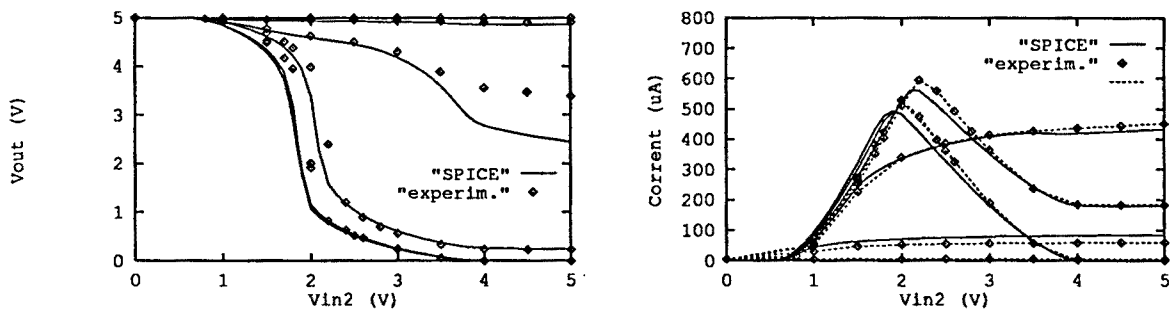 5
4
3
2
1
0
Vout (V)
"SPICE"
"experim."
0 1 2 3 4 5
Vin2 (V)
800
700
600
500
400
300
200
100
0
Corrent (uA)
"SPICE"
"experim."
0 1 2 3 4 5
Vin2 (V)